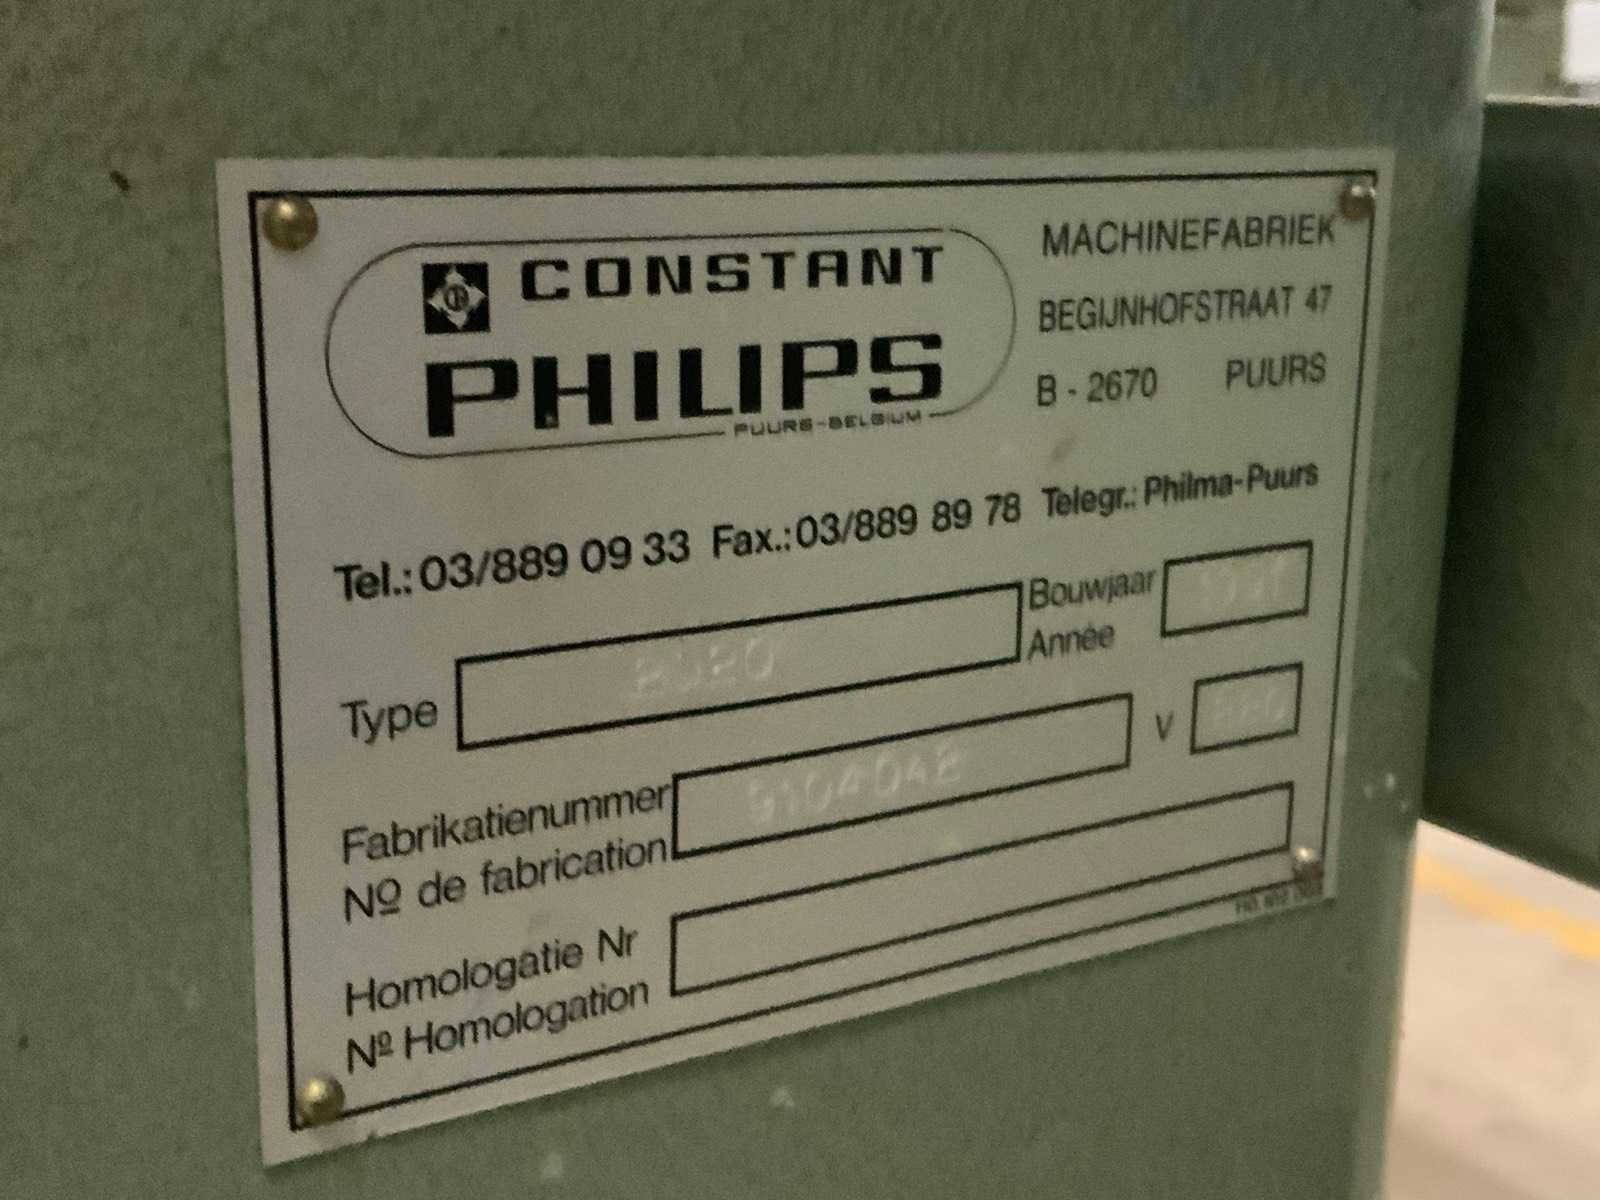 CONSTANT
PHILIPS
PUURS-BELGIUM
MACHINEFABRIEK
BEGIJNHOFSTRAAT 47
B - 2670 PUURS
Tel.: 03/889 09 33 Fax.: 03/889 89 78 Telegr.: Philma-Puurs
Type 2020
Bouwjaar
Année
Fabrikatienummer
Nº de fabrication
V
Homologatie Nr
Nº Homologation